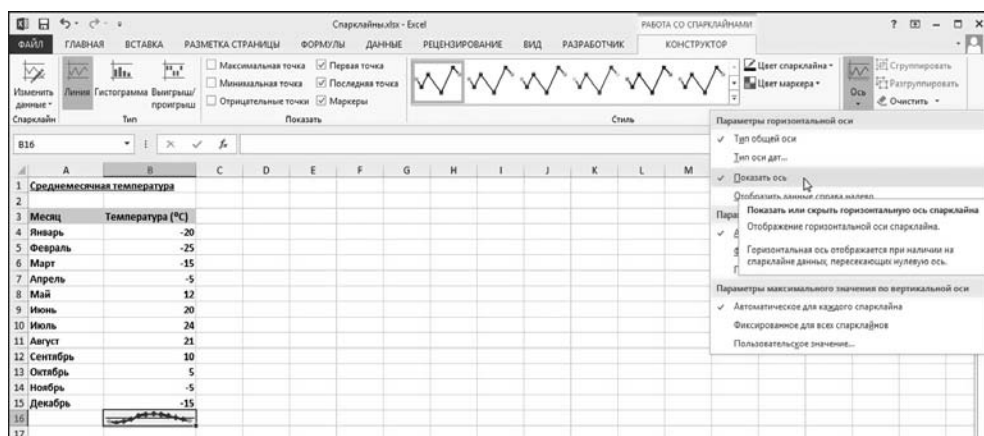 Спарклайны.xlsx - Excel
РАБОТА СО СПАРКЛАЙНАМИ
ФАЙЛ ГЛАВНАЯ ВСТАВКА РАЗМЕТКА СТРАНИЦЫ ФОРМУЛЫ ДАННЫЕ РЕЦЕНЗИРОВАНИЕ ВИД РАЗРАБОТЧИК КОНСТРУКТОР
Изменить данные
Линия Гистограмма Выигрыш/проигрыш
Максимальная точка Первая точка
Минимальная точка Последняя точка
Отрицательные точки Маркеры
Цвет спарклайна
Цвет маркера
Ось
Сгруппировать
Разгруппировать
Очистить
Спарклайн Тип Показать Стиль
B16 fx
Параметры горизонтальной оси
Тип общей оси
Тип оси дат...
Показать ось
Отобразить данные справа налево
Показать или скрыть горизонтальную ось спарклайна
Отображение горизонтальной оси спарклайна.
Горизонтальная ось отображается при наличии на
спарклайне данных, пересекающих нулевую ось.
Параметры максимального значения по вертикальной оси
Автоматическое для каждого спарклайна
Фиксированное для всех спарклайнов
Пользовательское значение...
A B C D E F G H I J K L M
1 Среднемесячная температура
2
3 Месяц Температура (ºC)
4 Январь -20
5 Февраль -25
6 Март -15
7 Апрель -5
8 Май 12
9 Июнь 20
10 Июль 24
11 Август 21
12 Сентябрь 10
13 Октябрь 5
14 Ноябрь -5
15 Декабрь -15
16
17